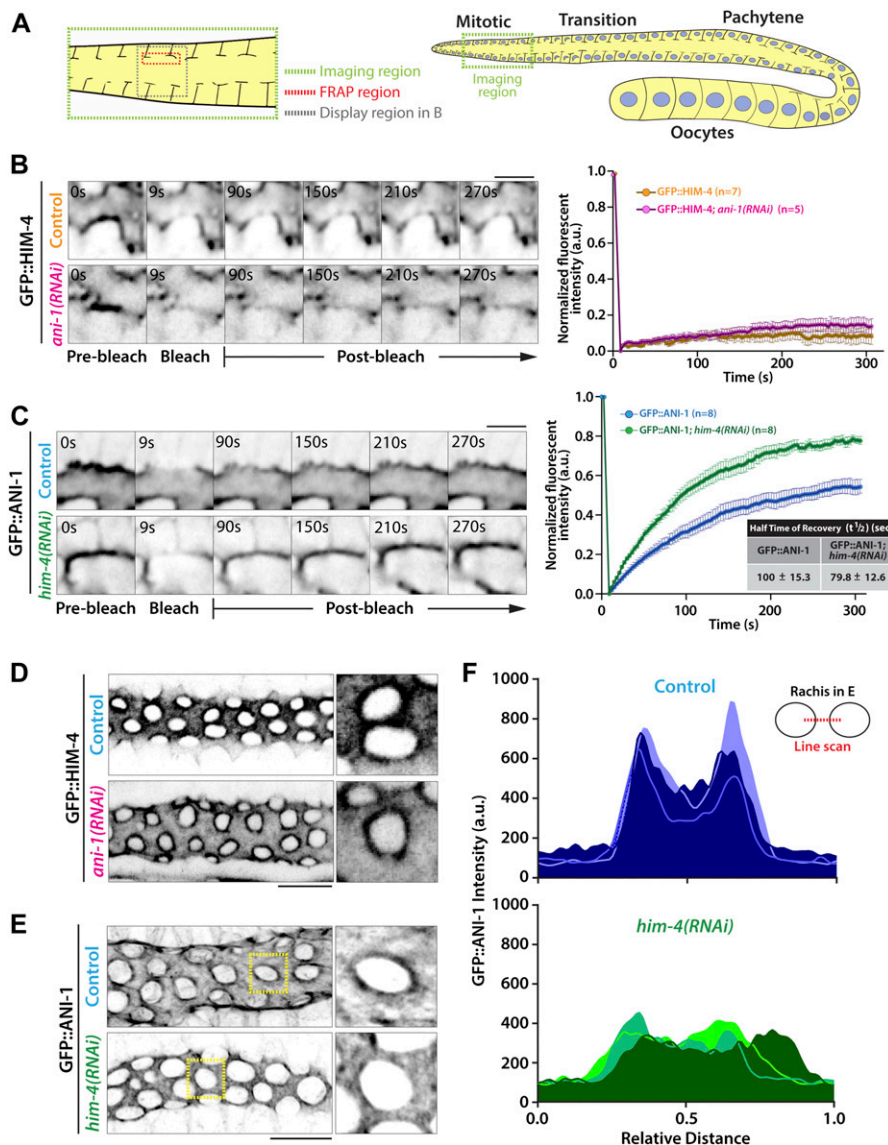 A
Imaging region
FRAP region
Display region in B
Mitotic
Transition
Pachytene
Imaging
region
Oocytes
B
GFP::HIM-4
Control
0s
9s
90s
150s
210s
270s
ani-1(RNAi)
0s
9s
90s
150s
210s
270s
Pre-bleach
Bleach
Post-bleach
Normalized fluorescent
intensity (a.u.)
1.0
0.8
0.6
0.4
0.2
0.0
GFP::HIM-4 (n=7)
GFP::HIM-4; ani-1(RNAi) (n=5)
0
100
200
300
Time (s)
C
GFP::ANI-1
Control
0s
9s
90s
150s
210s
270s
him-4(RNAi)
0s
9s
90s
150s
210s
270s
Pre-bleach
Bleach
Post-bleach
Normalized fluorescent
intensity (a.u.)
1.0
0.8
0.6
0.4
0.2
0.0
GFP::ANI-1 (n=8)
GFP::ANI-1; him-4(RNAi) (n=8)
Half Time of Recovery (t 1/2) (sec
GFP::ANI-1
GFP::ANI-1;
him-4(RNAi)
100 ± 15.3
79.8 ± 12.6
0
100
200
300
Time (s)
D
GFP::HIM-4
Control
ani-1(RNAi)
E
GFP::ANI-1
Control
him-4(RNAi)
F
GFP::ANI-1 Intensity (a.u.)
1000
800
600
400
200
0
Control
Rachis in E
Line scan
0.0
0.5
1.0
1000
800
600
400
200
0
him-4(RNAi)
0.0
0.5
1.0
Relative Distance